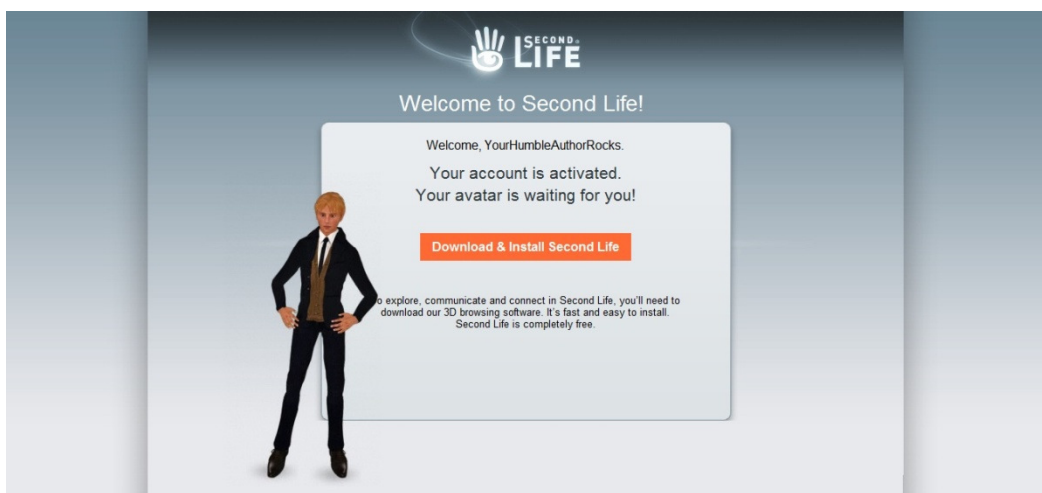 SECOND®
LIFE
Welcome to Second Life!
Welcome, YourHumbleAuthorRocks.
Your account is activated.
Your avatar is waiting for you!
Download & Install Second Life
o explore, communicate and connect in Second Life, you'll need to
download our 3D browsing software. It's fast and easy to install.
Second Life is completely free.